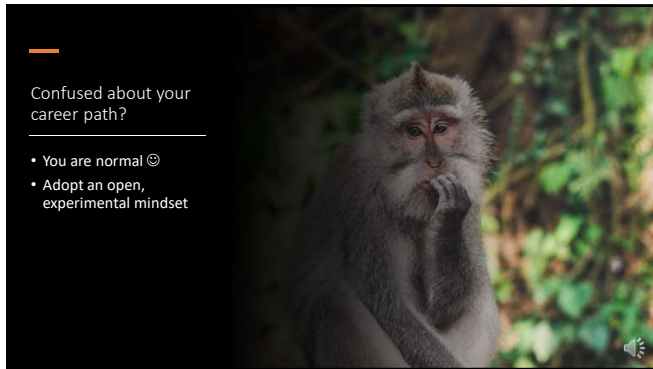 Confused about your
career path?
• You are normal ☺
• Adopt an open,
experimental mindset